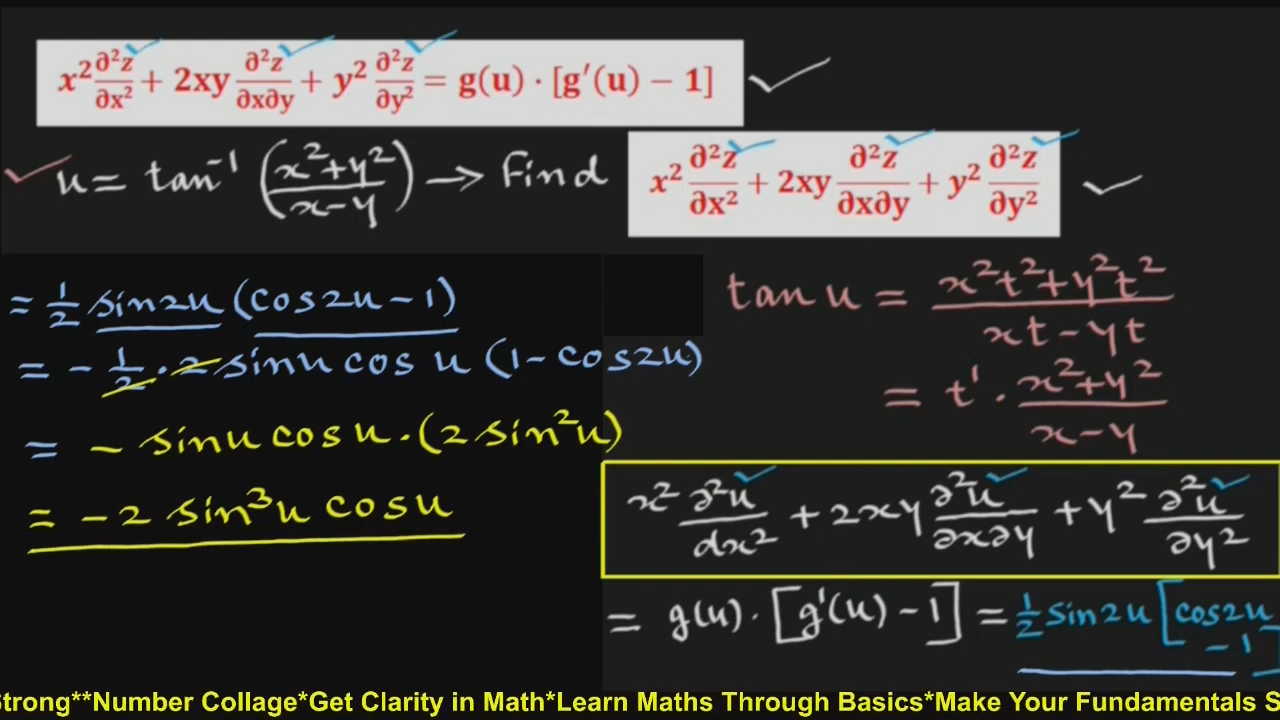 x² ∂²z/∂x² + 2xy ∂²z/∂x∂y + y² ∂²z/∂y² = g(u) · [g′(u) − 1]
u = tan⁻¹ (x²+y²/x−y) → Find x² ∂²z/∂x² + 2xy ∂²z/∂x∂y + y² ∂²z/∂y²
= 1/2 sin2u (cos2u − 1)
= − 1/2 · 2 sinu cos u (1 − cos2u)
= − sinu cosu · (2 sin²u)
= −2 sin³u cosu
tan u = x²t²+y²t²/xt−yt
= t¹ · x²+y²/x−y
x² ∂²u/dx² + 2xy ∂²u/∂x∂y + y² ∂²u/∂y²
= g(u) · [g′(u) − 1] = 1/2 sin2u [cos2u − 1]
Strong**Number Collage*Get Clarity in Math*Learn Maths Through Basics*Make Your Fundamentals S